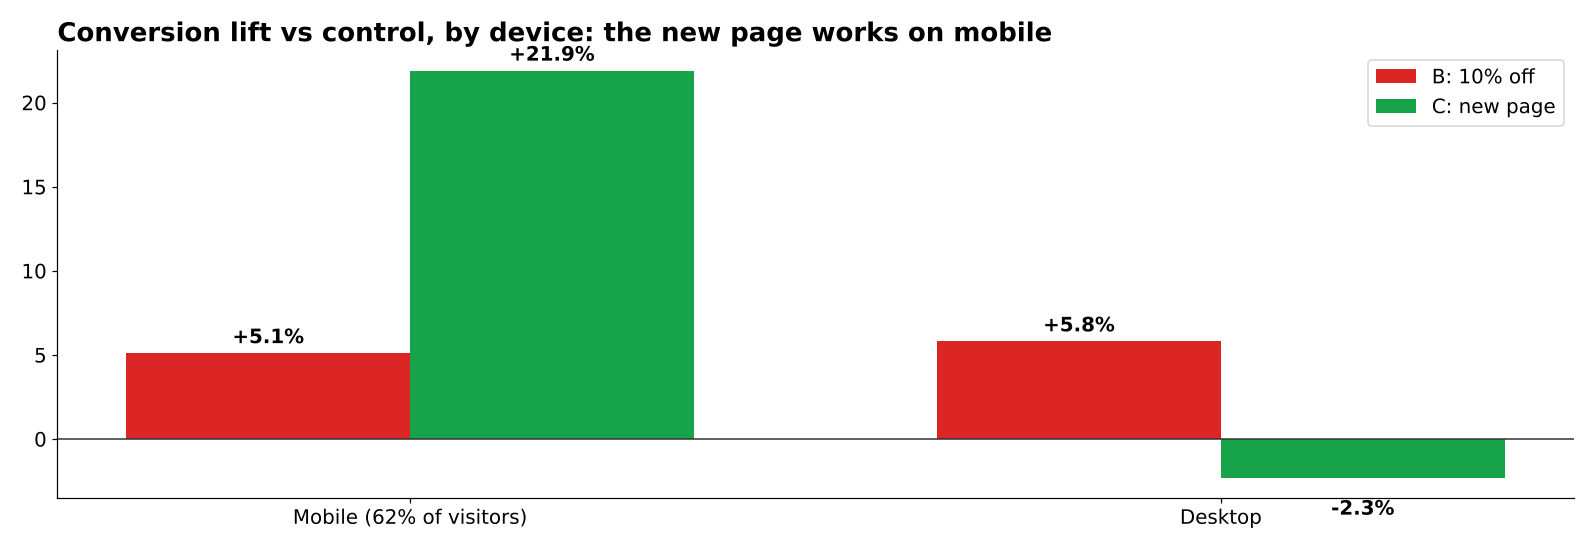 Conversion lift vs control, by device: the new page works on mobile
+21.9%
B: 10% off
C: new page
20
15
10
5
0
+5.1%
+5.8%
-2.3%
Mobile (62% of visitors)
Desktop